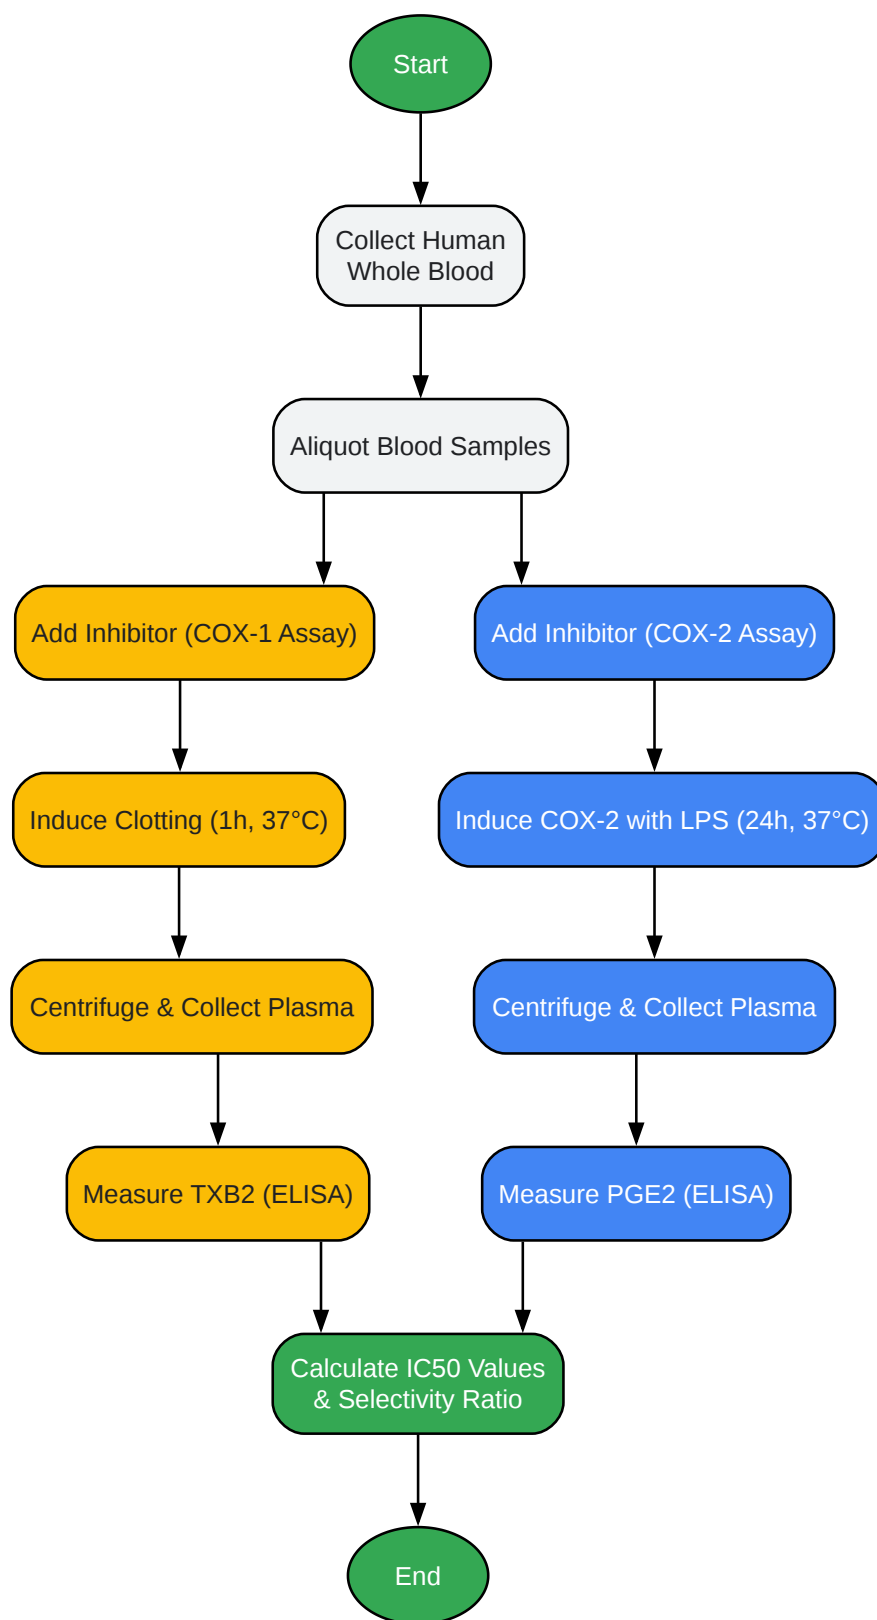 Start
Collect Human
Whole Blood
Aliquot Blood Samples
Add Inhibitor (COX-1 Assay)
Add Inhibitor (COX-2 Assay)
Induce Clotting (1h, 37°C)
Induce COX-2 with LPS (24h, 37°C)
Centrifuge & Collect Plasma
Centrifuge & Collect Plasma
Measure TXB2 (ELISA)
Measure PGE2 (ELISA)
Calculate IC50 Values
& Selectivity Ratio
End